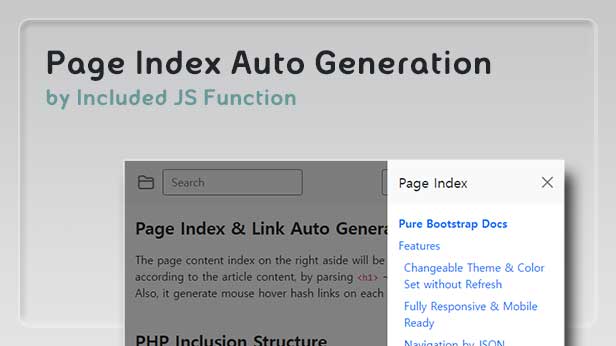 Page Index Auto Generation
by Included JS Function
Search
Page Index
Page Index & Link Auto Genera
The page content index on the right aside will be
according to the article content, by parsing <h1> ~
Also, it generate mouse hover hash links on each
PHP Inclusion Structure
Pure Bootstrap Docs
Features
Changeable Theme & Color
Set without Refresh
Fully Responsive & Mobile
Ready
Navigation by JSON